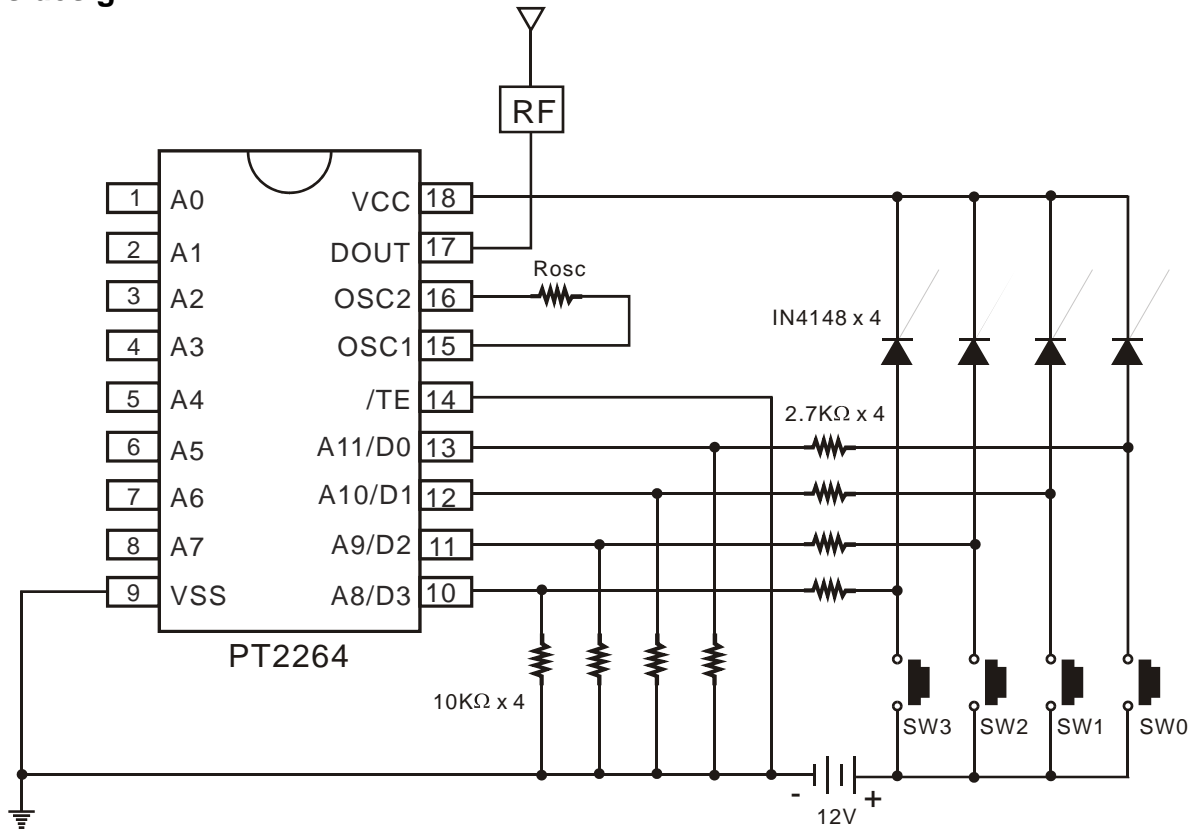 RF
1 A0 VCC 18
2 A1 DOUT 17
Rosc
3 A2 OSC2 16
IN4148 x 4
4 A3 OSC1 15
5 A4 /TE 14
2.7KΩ x 4
6 A5 A11/D0 13
7 A6 A10/D1 12
8 A7 A9/D2 11
9 VSS A8/D3 10
PT2264
10KΩ x 4
SW3 SW2 SW1 SW0
- +
12V